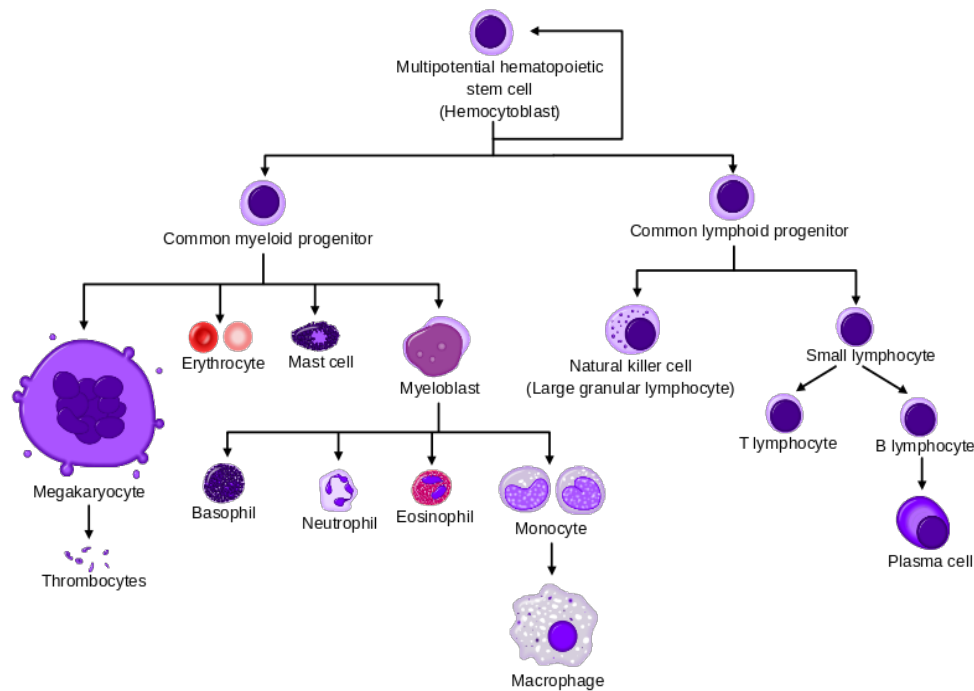 Multipotential hematopoietic
stem cell
(Hemocytoblast)
Common myeloid progenitor
Common lymphoid progenitor
Erythrocyte
Mast cell
Myeloblast
Natural killer cell
(Large granular lymphocyte)
Small lymphocyte
T lymphocyte
B lymphocyte
Megakaryocyte
Thrombocytes
Basophil
Neutrophil
Eosinophil
Monocyte
Plasma cell
Macrophage